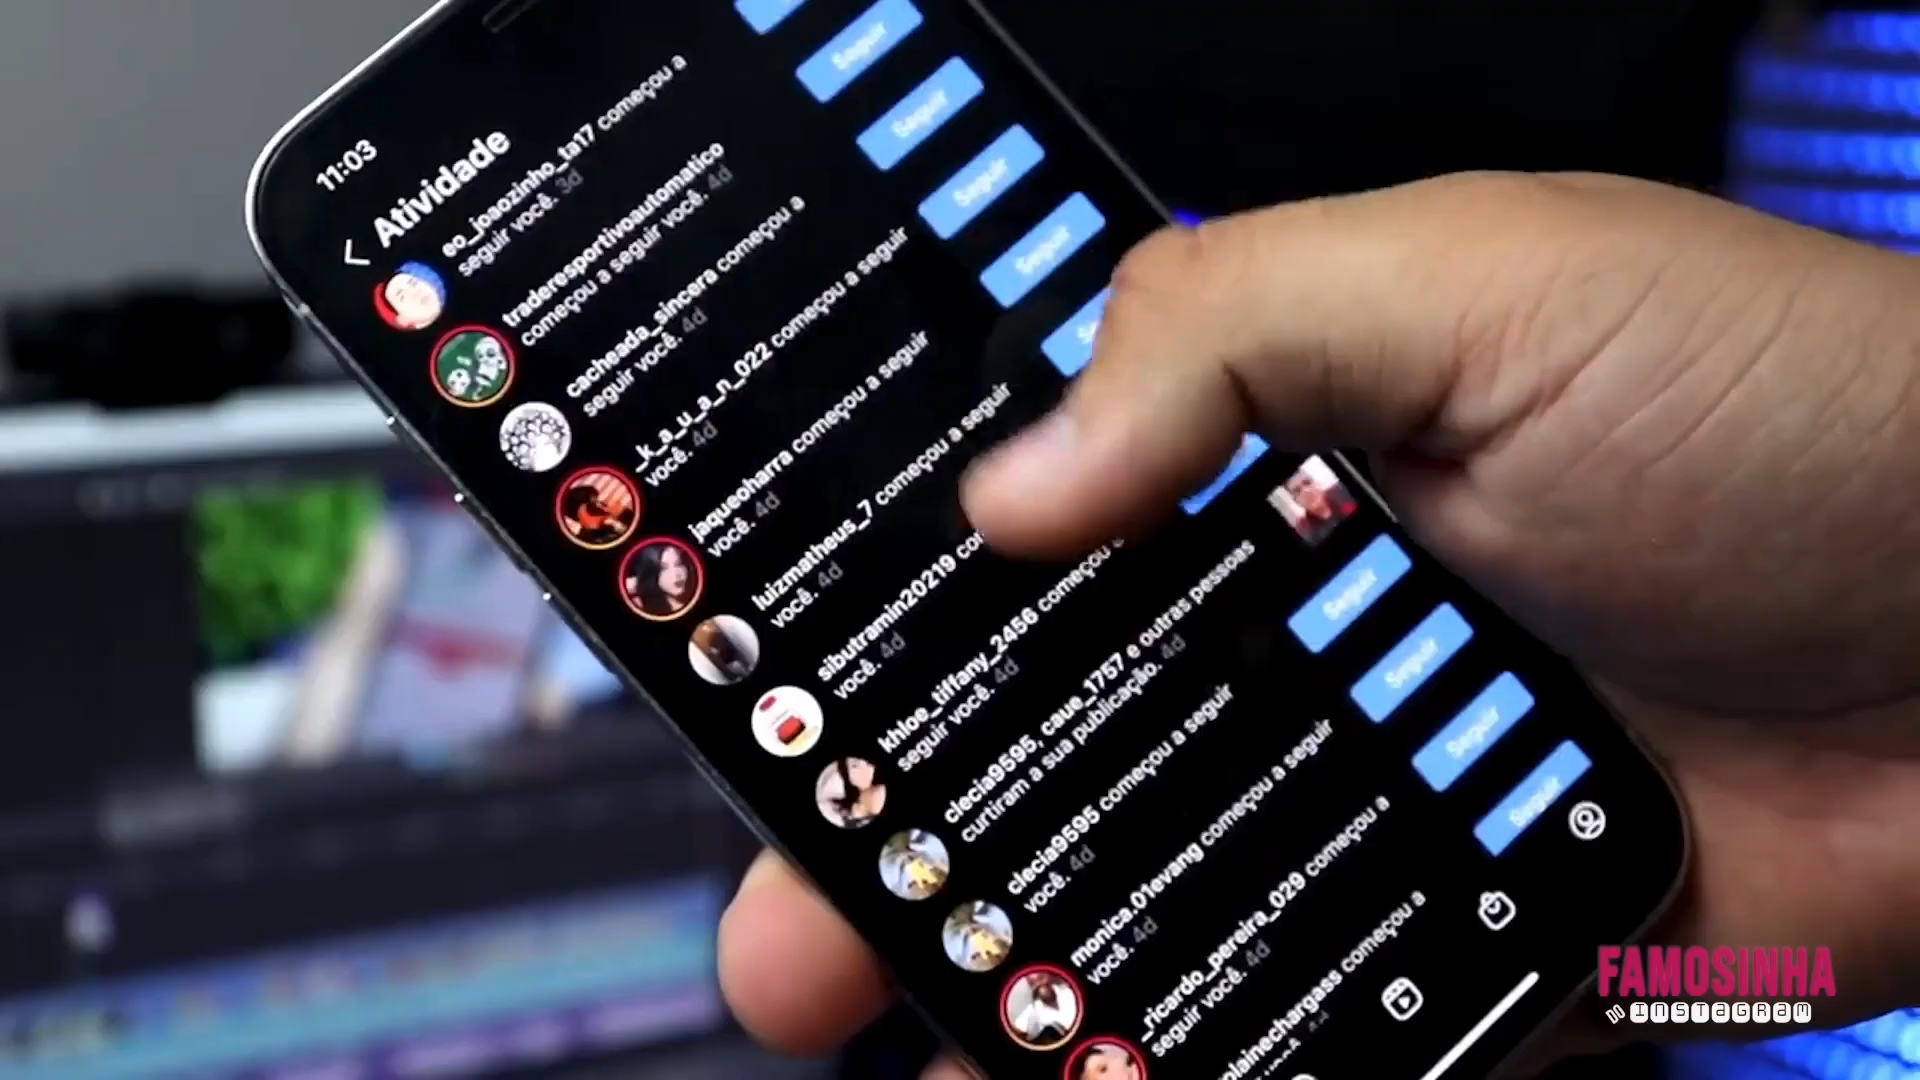 11:03
Atividade
eo_joaozinho_ta17 começou a
seguir você. 3d
Seguir
traderesportivoautomatico
começou a seguir você. 4d
Seguir
cacheada_sincera começou a
seguir você. 4d
Seguir
_k_a_u_a_n_022 começou a seguir
você. 4d
Seguir
jaqueoharra começou a seguir
você. 4d
luizmatheus_7 começou a seguir
você. 4d
sibutramin20219
você. 4d
khloe_tiffany_2456 começou
seguir você. 4d
clecia9595, caue_1757 e outras pessoas
curtiram a sua publicação. 4d
clecia9595 começou a seguir
você. 4d
Seguir
monica.01evang começou a seguir
você. 4d
Seguir
_ricardo_pereira_029 começou a
seguir você. 4d
Seguir
começou a
Seguir
FAMOSINHA
DO INSTAGRAM